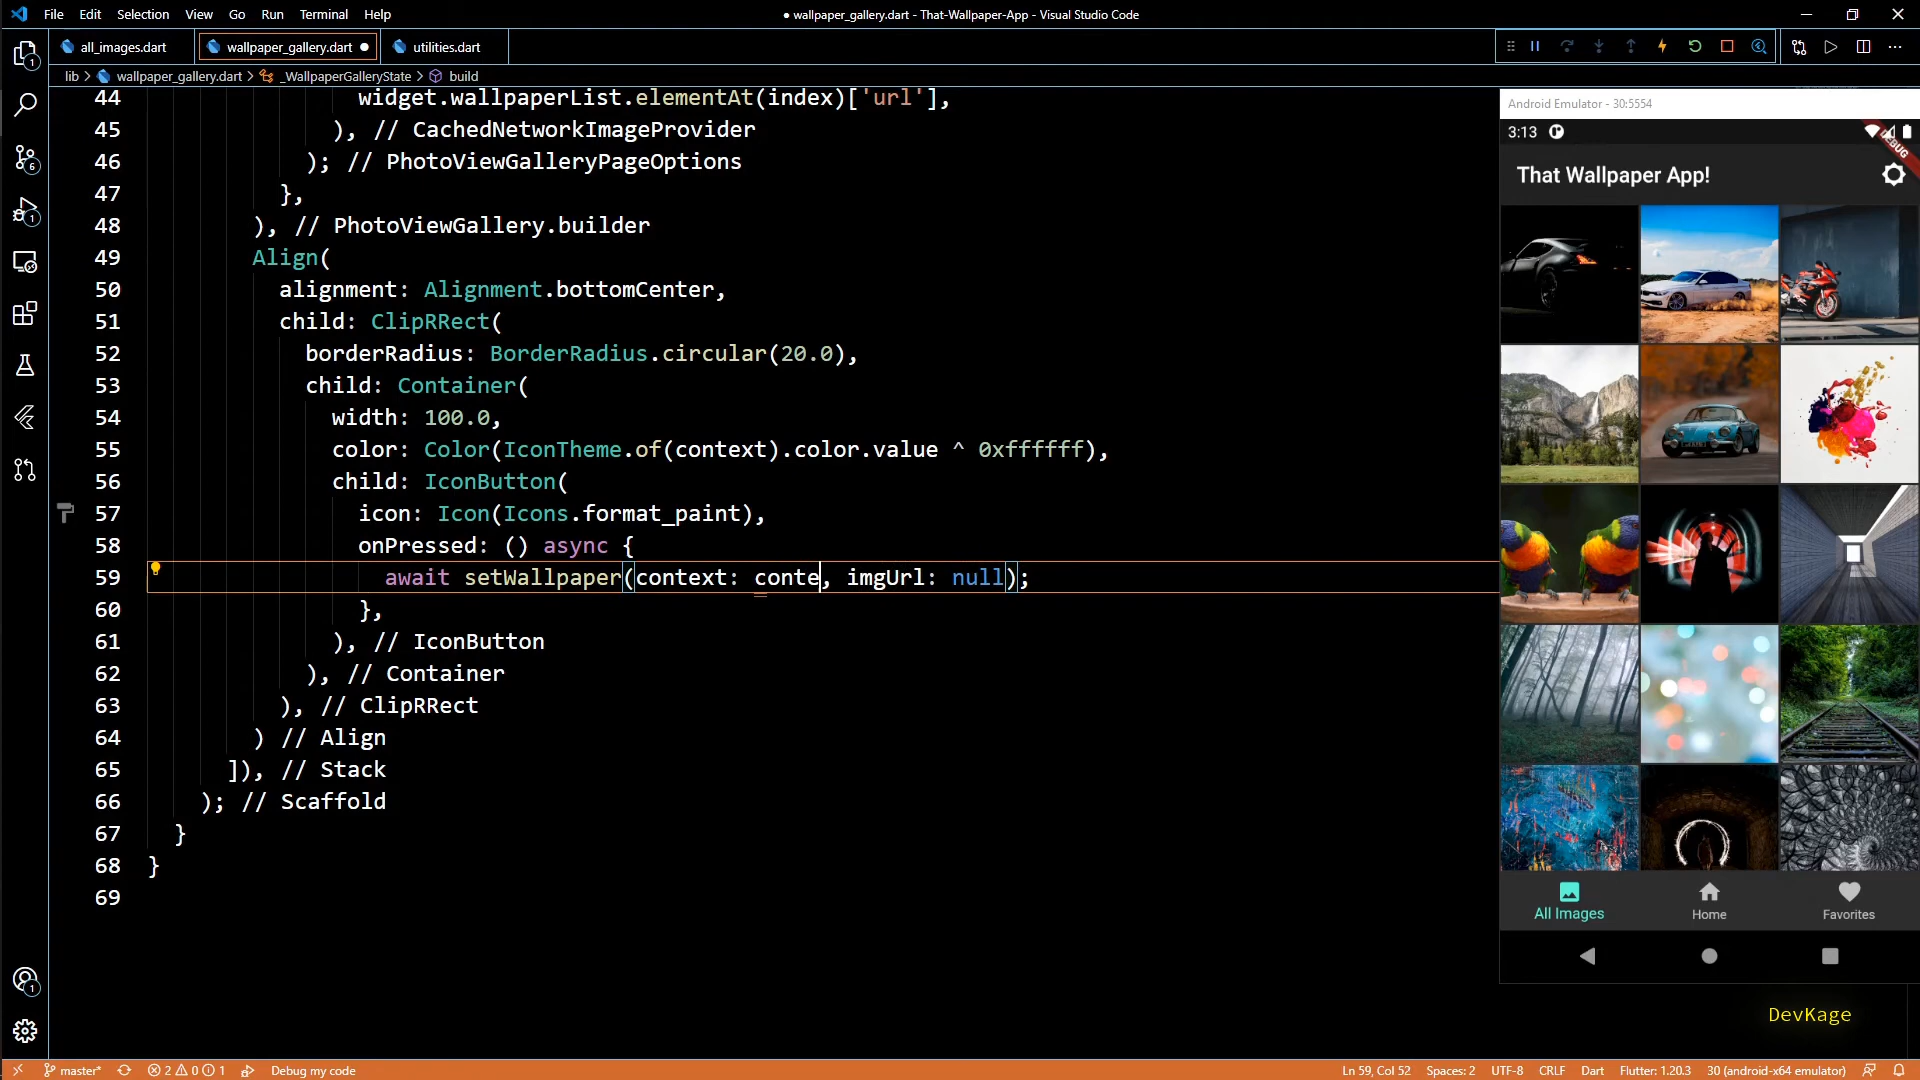 File Edit Selection View Go Run Terminal Help
● wallpaper_gallery.dart - That-Wallpaper-App - Visual Studio Code
all_images.dart
wallpaper_gallery.dart ●
utilities.dart
lib > wallpaper_gallery.dart > _WallpaperGalleryState > build
44 widget.wallpaperList.elementAt(index)['url'],
45 ), // CachedNetworkImageProvider
46 ); // PhotoViewGalleryPageOptions
47 },
48 ), // PhotoViewGallery.builder
49 Align(
50 alignment: Alignment.bottomCenter,
51 child: ClipRRect(
52 borderRadius: BorderRadius.circular(20.0),
53 child: Container(
54 width: 100.0,
55 color: Color(IconTheme.of(context).color.value ^ 0xffffff),
56 child: IconButton(
57 icon: Icon(Icons.format_paint),
58 onPressed: () async {
59 await setWallpaper(context: conte, imgUrl: null);
60 },
61 ), // IconButton
62 ), // Container
63 ), // ClipRRect
64 ) // Align
65 ]), // Stack
66 ); // Scaffold
67 }
68 }
69
1
6
1
1
Android Emulator - 30:5554
3:13
DEBUG
That Wallpaper App!
All Images
Home
Favorites
DevKage
master*
2 0 1
Debug my code
Ln 59, Col 52
Spaces: 2
UTF-8
CRLF
Dart
Flutter: 1.20.3
30 (android-x64 emulator)